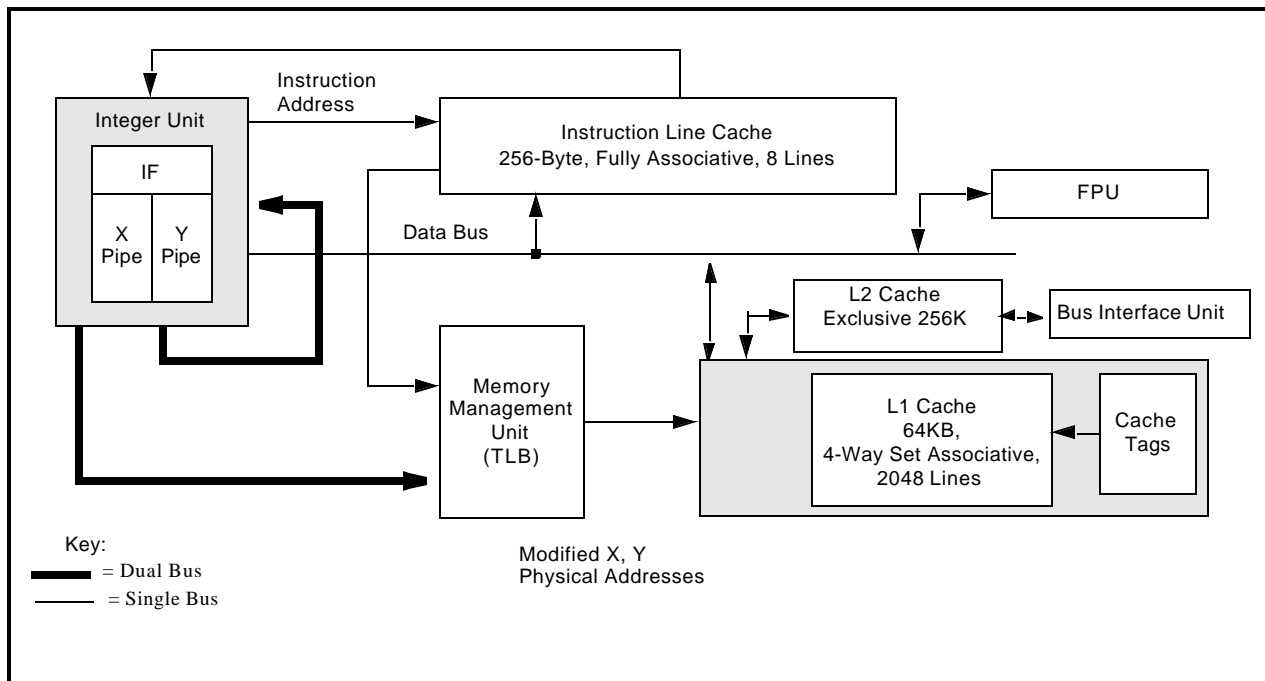 Instruction
Address
Integer Unit
IF
X
Pipe
Y
Pipe
Instruction Line Cache
256-Byte, Fully Associative, 8 Lines
FPU
Data Bus
L2 Cache
Exclusive 256K
Bus Interface Unit
Memory
Management
Unit
(TLB)
L1 Cache
64KB,
4-Way Set Associative,
2048 Lines
Cache
Tags
Key:
= Dual Bus
= Single Bus
Modified X, Y
Physical Addresses